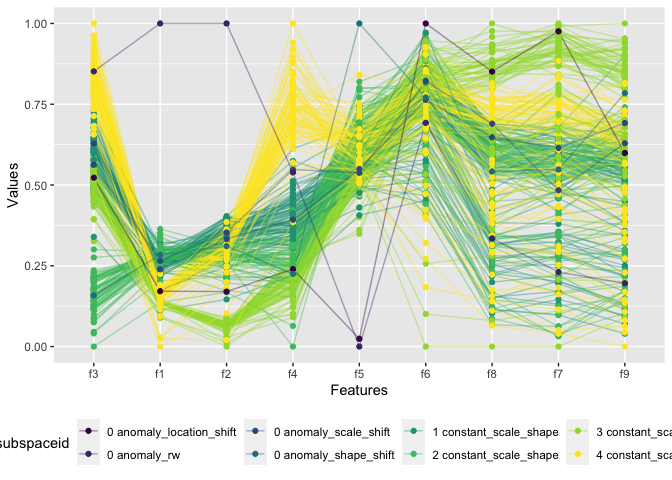 1.00
0.75
0.50
0.25
0.00
Values
f3 f1 f2 f4 f5 f6 f8 f7 f9
Features
subspaceid
0 anomaly_location_shift 0 anomaly_scale_shift 1 constant_scale_shape 3 constant_sca
0 anomaly_rw 0 anomaly_shape_shift 2 constant_scale_shape 4 constant_sca